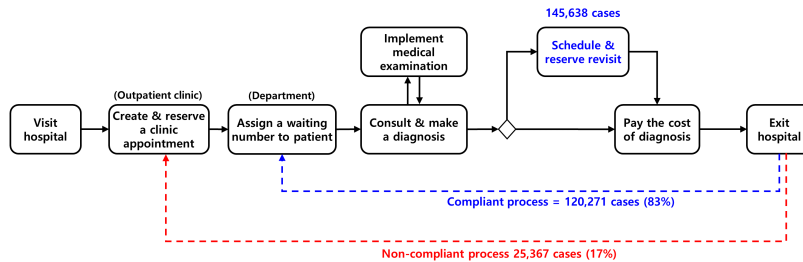 145,638 cases
Implement
medical
examination
Schedule &
reserve revisit
(Outpatient clinic)
(Department)
Visit
hospital
Create & reserve
a clinic
appointment
Assign a waiting
number to patient
Consult & make
a diagnosis
Pay the cost
of diagnosis
Exit
hospital
Compliant process = 120,271 cases (83%)
Non-compliant process 25,367 cases (17%)